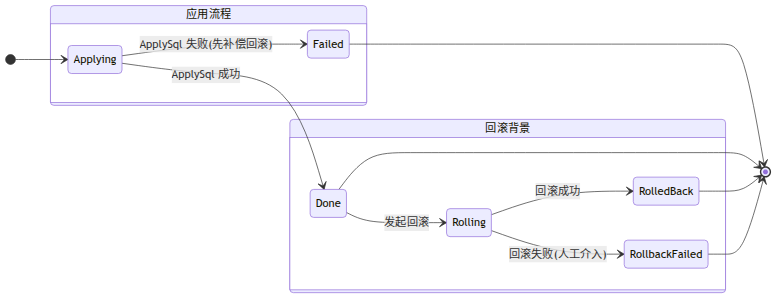 应用流程
ApplySql 失败(先补偿回滚)
Failed
Applying
ApplySql 成功
回滚背景
Done
发起回滚
Rolling
回滚成功
RolledBack
回滚失败(人工介入)
RollbackFailed